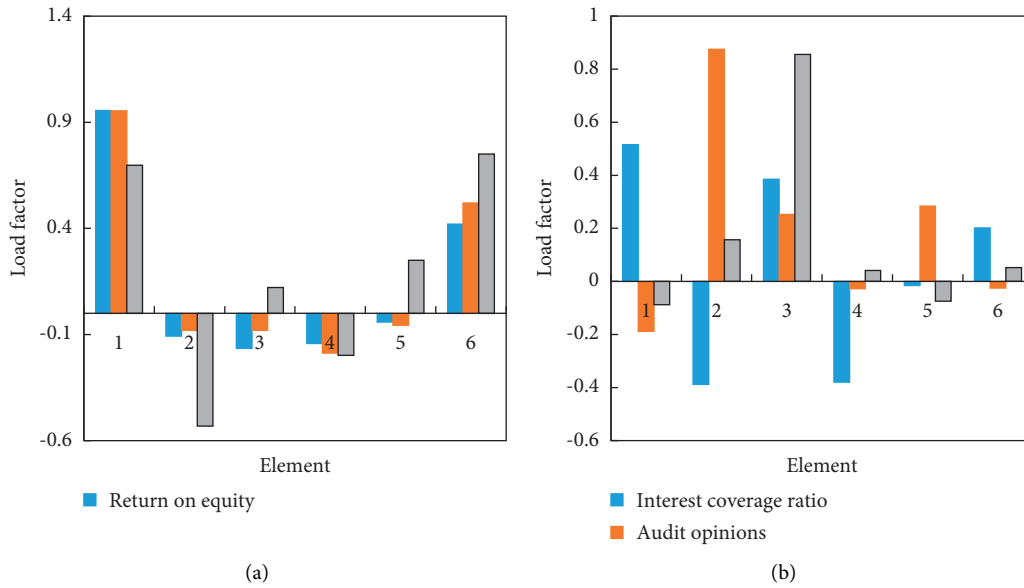 1.4
0.9
0.4
-0.1
-0.6
Load factor
1 2 3 4 5 6
Element
Return on equity
(a)
1
0.8
0.6
0.4
0.2
0
-0.2
-0.4
-0.6
Load factor
1 2 3 4 5 6
Element
Interest coverage ratio
Audit opinions
(b)